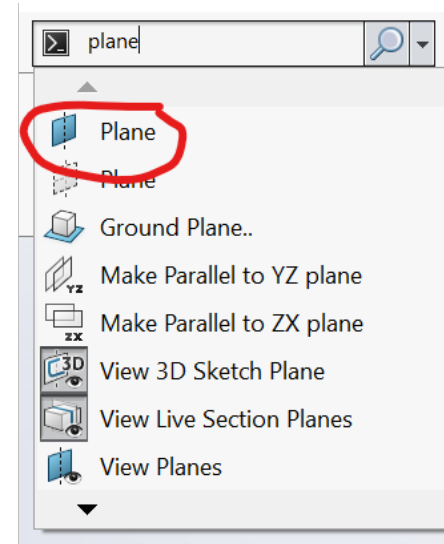 plane
Plane
Plane
Ground Plane..
YZ
Make Parallel to YZ plane
ZX
Make Parallel to ZX plane
3D
View 3D Sketch Plane
View Live Section Planes
View Planes